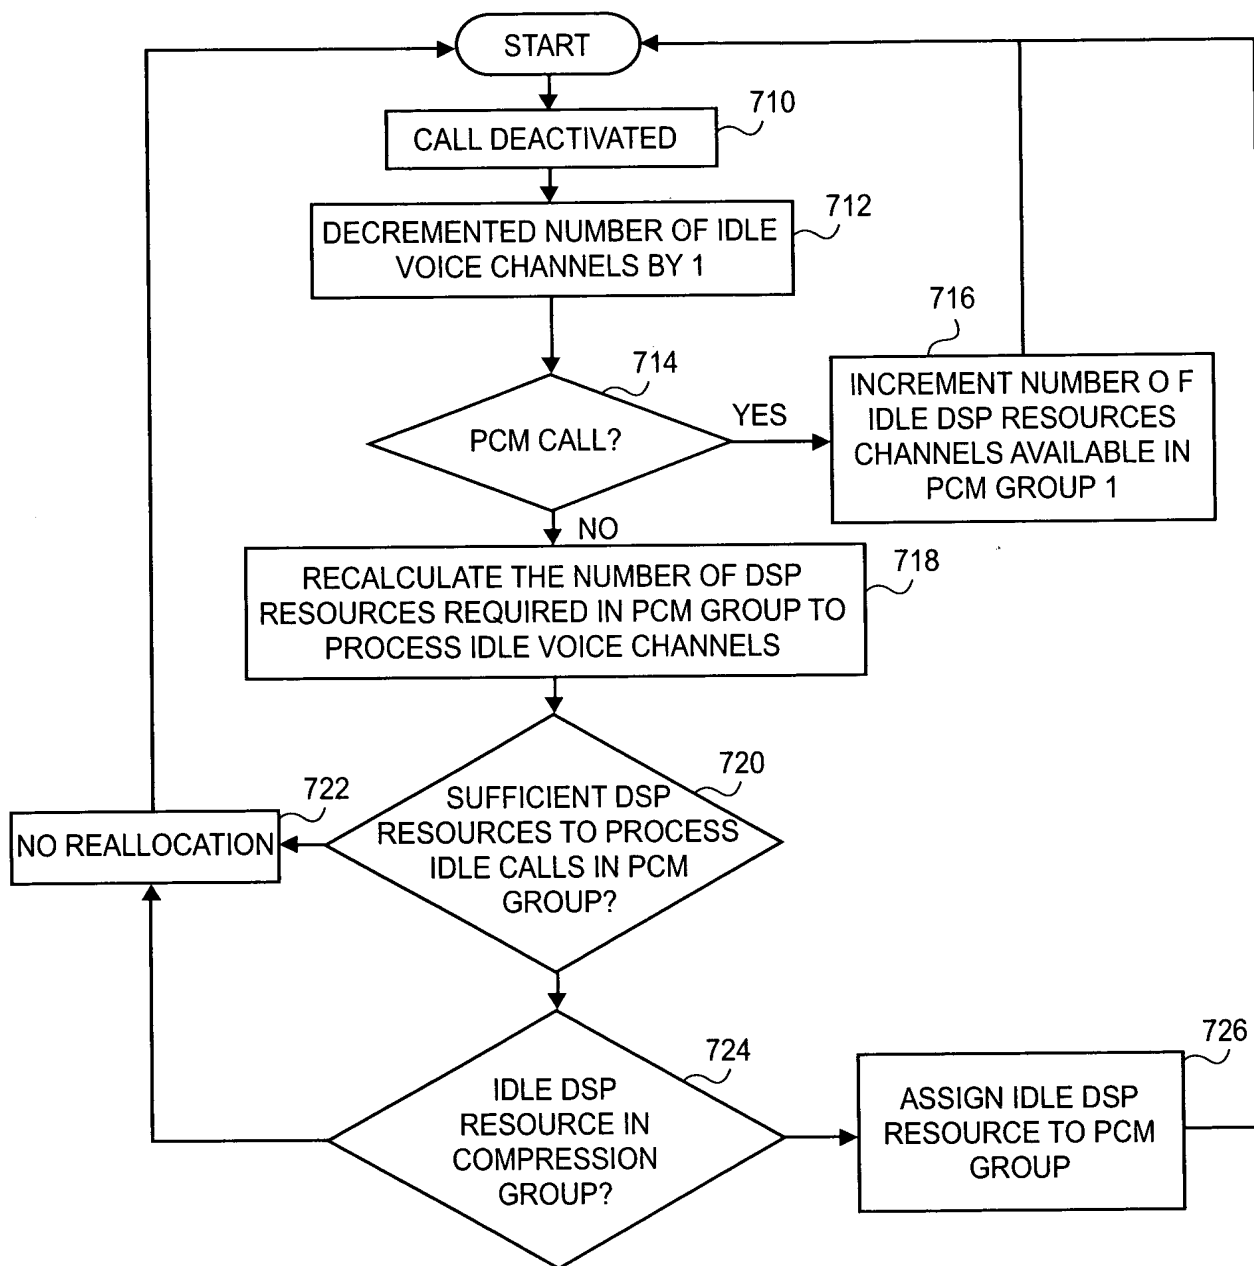 START
710
CALL DEACTIVATED
712
DECREMENTED NUMBER OF IDLE
VOICE CHANNELS BY 1
714
PCM CALL?
YES
716
INCREMENT NUMBER O F
IDLE DSP RESOURCES
CHANNELS AVAILABLE IN
PCM GROUP 1
NO
718
RECALCULATE THE NUMBER OF DSP
RESOURCES REQUIRED IN PCM GROUP TO
PROCESS IDLE VOICE CHANNELS
720
SUFFICIENT DSP
RESOURCES TO PROCESS
IDLE CALLS IN PCM
GROUP?
722
NO REALLOCATION
724
IDLE DSP
RESOURCE IN
COMPRESSION
GROUP?
726
ASSIGN IDLE DSP
RESOURCE TO PCM
GROUP